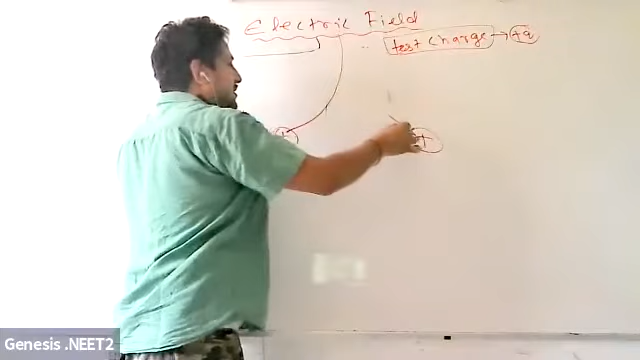 Electric Field
test charge → +q
+ +
Genesis .NEET2